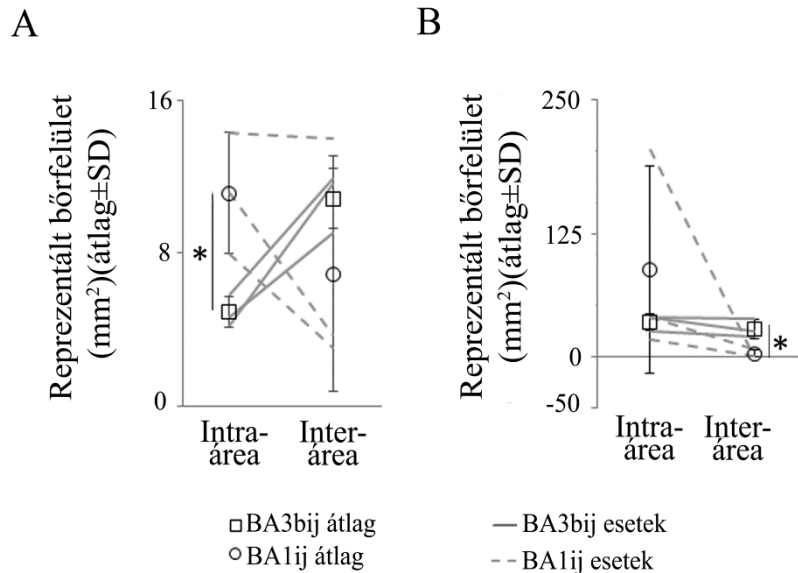 A
Reprezentált bőrfelület
(mm²)(átlag±SD)
16
8
0
*
Intra-
área
Inter-
área
B
Reprezentált bőrfelület
(mm²)(átlag±SD)
250
125
0
-50
*
Intra-
área
Inter-
área
BA3bij átlag
BA1ij átlag
BA3bij esetek
BA1ij esetek